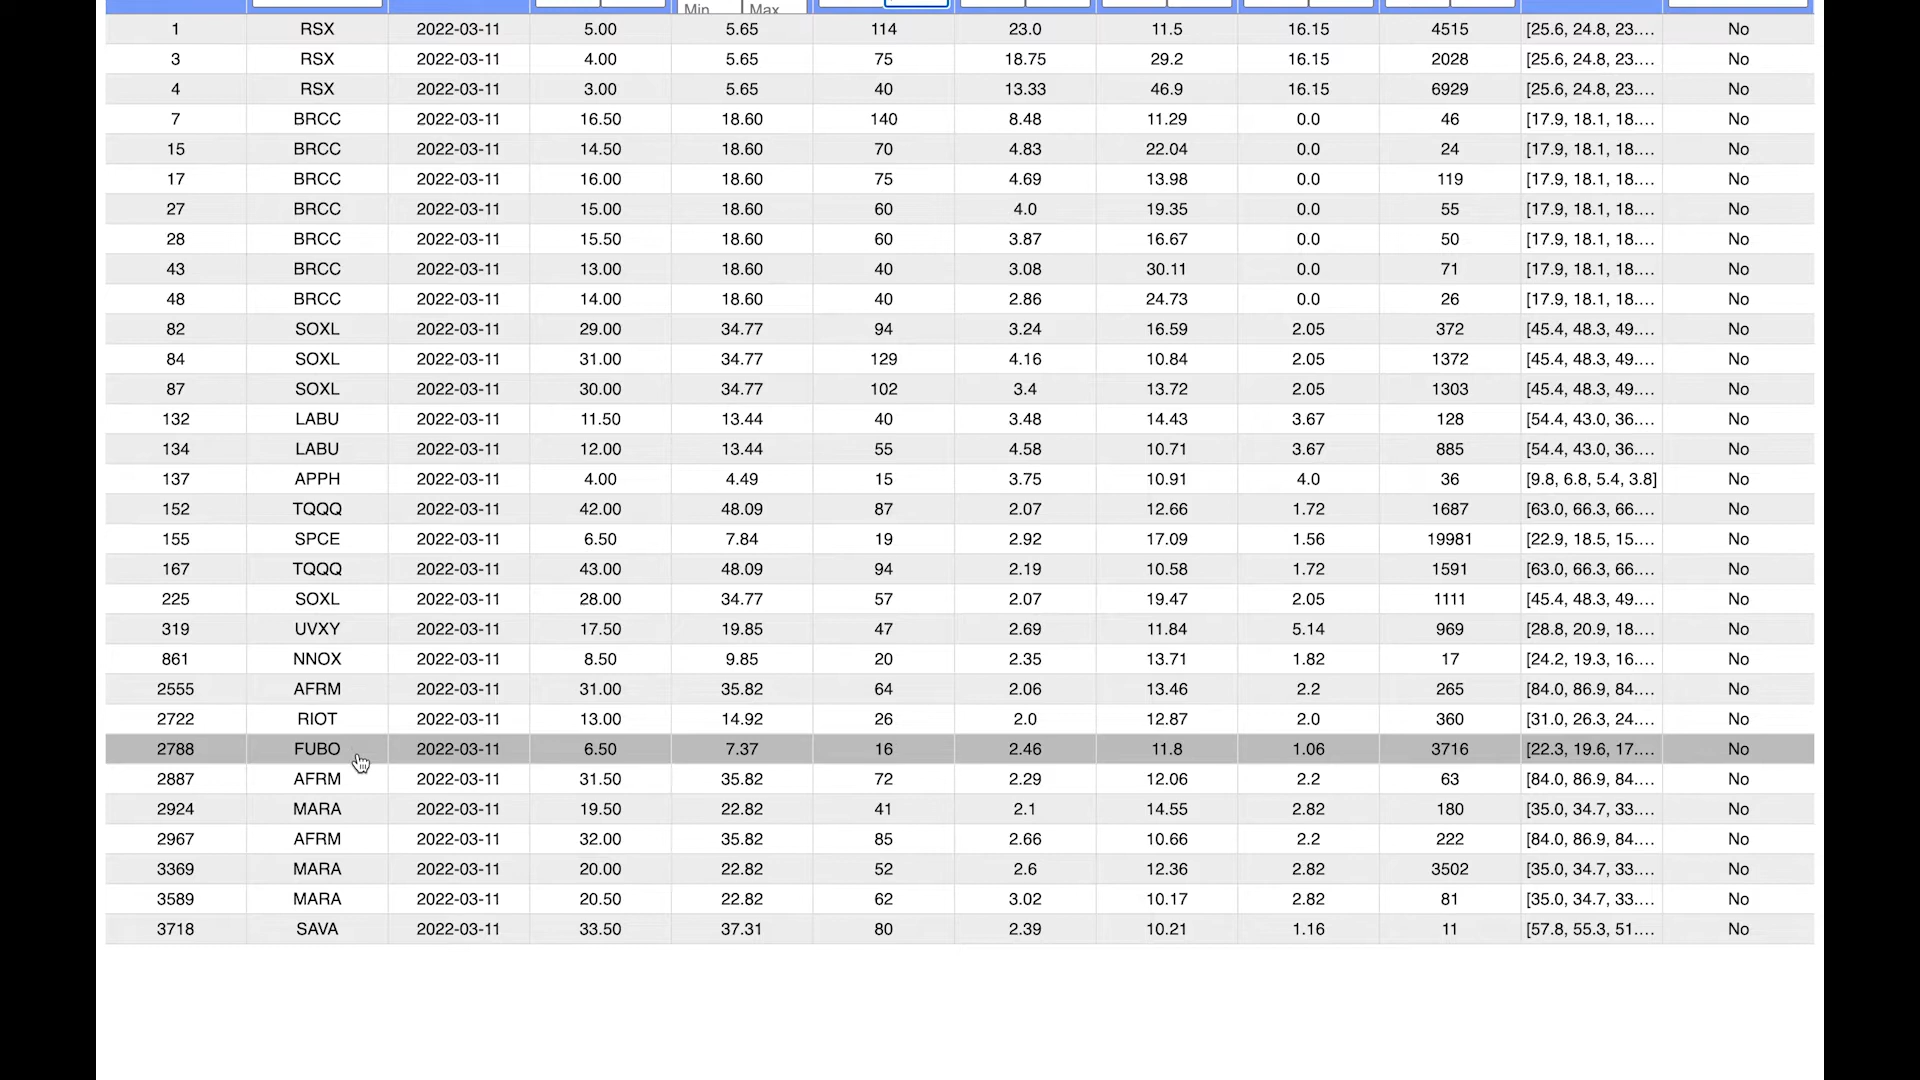 Min Max
1 RSX 2022-03-11 5.00 5.65 114 23.0 11.5 16.15 4515 [25.6, 24.8, 23.... No
3 RSX 2022-03-11 4.00 5.65 75 18.75 29.2 16.15 2028 [25.6, 24.8, 23.... No
4 RSX 2022-03-11 3.00 5.65 40 13.33 46.9 16.15 6929 [25.6, 24.8, 23.... No
7 BRCC 2022-03-11 16.50 18.60 140 8.48 11.29 0.0 46 [17.9, 18.1, 18.... No
15 BRCC 2022-03-11 14.50 18.60 70 4.83 22.04 0.0 24 [17.9, 18.1, 18.... No
17 BRCC 2022-03-11 16.00 18.60 75 4.69 13.98 0.0 119 [17.9, 18.1, 18.... No
27 BRCC 2022-03-11 15.00 18.60 60 4.0 19.35 0.0 55 [17.9, 18.1, 18.... No
28 BRCC 2022-03-11 15.50 18.60 60 3.87 16.67 0.0 50 [17.9, 18.1, 18.... No
43 BRCC 2022-03-11 13.00 18.60 40 3.08 30.11 0.0 71 [17.9, 18.1, 18.... No
48 BRCC 2022-03-11 14.00 18.60 40 2.86 24.73 0.0 26 [17.9, 18.1, 18.... No
82 SOXL 2022-03-11 29.00 34.77 94 3.24 16.59 2.05 372 [45.4, 48.3, 49.... No
84 SOXL 2022-03-11 31.00 34.77 129 4.16 10.84 2.05 1372 [45.4, 48.3, 49.... No
87 SOXL 2022-03-11 30.00 34.77 102 3.4 13.72 2.05 1303 [45.4, 48.3, 49.... No
132 LABU 2022-03-11 11.50 13.44 40 3.48 14.43 3.67 128 [54.4, 43.0, 36.... No
134 LABU 2022-03-11 12.00 13.44 55 4.58 10.71 3.67 885 [54.4, 43.0, 36.... No
137 APPH 2022-03-11 4.00 4.49 15 3.75 10.91 4.0 36 [9.8, 6.8, 5.4, 3.8] No
152 TQQQ 2022-03-11 42.00 48.09 87 2.07 12.66 1.72 1687 [63.0, 66.3, 66.... No
155 SPCE 2022-03-11 6.50 7.84 19 2.92 17.09 1.56 19981 [22.9, 18.5, 15.... No
167 TQQQ 2022-03-11 43.00 48.09 94 2.19 10.58 1.72 1591 [63.0, 66.3, 66.... No
225 SOXL 2022-03-11 28.00 34.77 57 2.07 19.47 2.05 1111 [45.4, 48.3, 49.... No
319 UVXY 2022-03-11 17.50 19.85 47 2.69 11.84 5.14 969 [28.8, 20.9, 18.... No
861 NNOX 2022-03-11 8.50 9.85 20 2.35 13.71 1.82 17 [24.2, 19.3, 16.... No
2555 AFRM 2022-03-11 31.00 35.82 64 2.06 13.46 2.2 265 [84.0, 86.9, 84.... No
2722 RIOT 2022-03-11 13.00 14.92 26 2.0 12.87 2.0 360 [31.0, 26.3, 24.... No
2788 FUBO 2022-03-11 6.50 7.37 16 2.46 11.8 1.06 3716 [22.3, 19.6, 17.... No
2887 AFRM 2022-03-11 31.50 35.82 72 2.29 12.06 2.2 63 [84.0, 86.9, 84.... No
2924 MARA 2022-03-11 19.50 22.82 41 2.1 14.55 2.82 180 [35.0, 34.7, 33.... No
2967 AFRM 2022-03-11 32.00 35.82 85 2.66 10.66 2.2 222 [84.0, 86.9, 84.... No
3369 MARA 2022-03-11 20.00 22.82 52 2.6 12.36 2.82 3502 [35.0, 34.7, 33.... No
3589 MARA 2022-03-11 20.50 22.82 62 3.02 10.17 2.82 81 [35.0, 34.7, 33.... No
3718 SAVA 2022-03-11 33.50 37.31 80 2.39 10.21 1.16 11 [57.8, 55.3, 51.... No